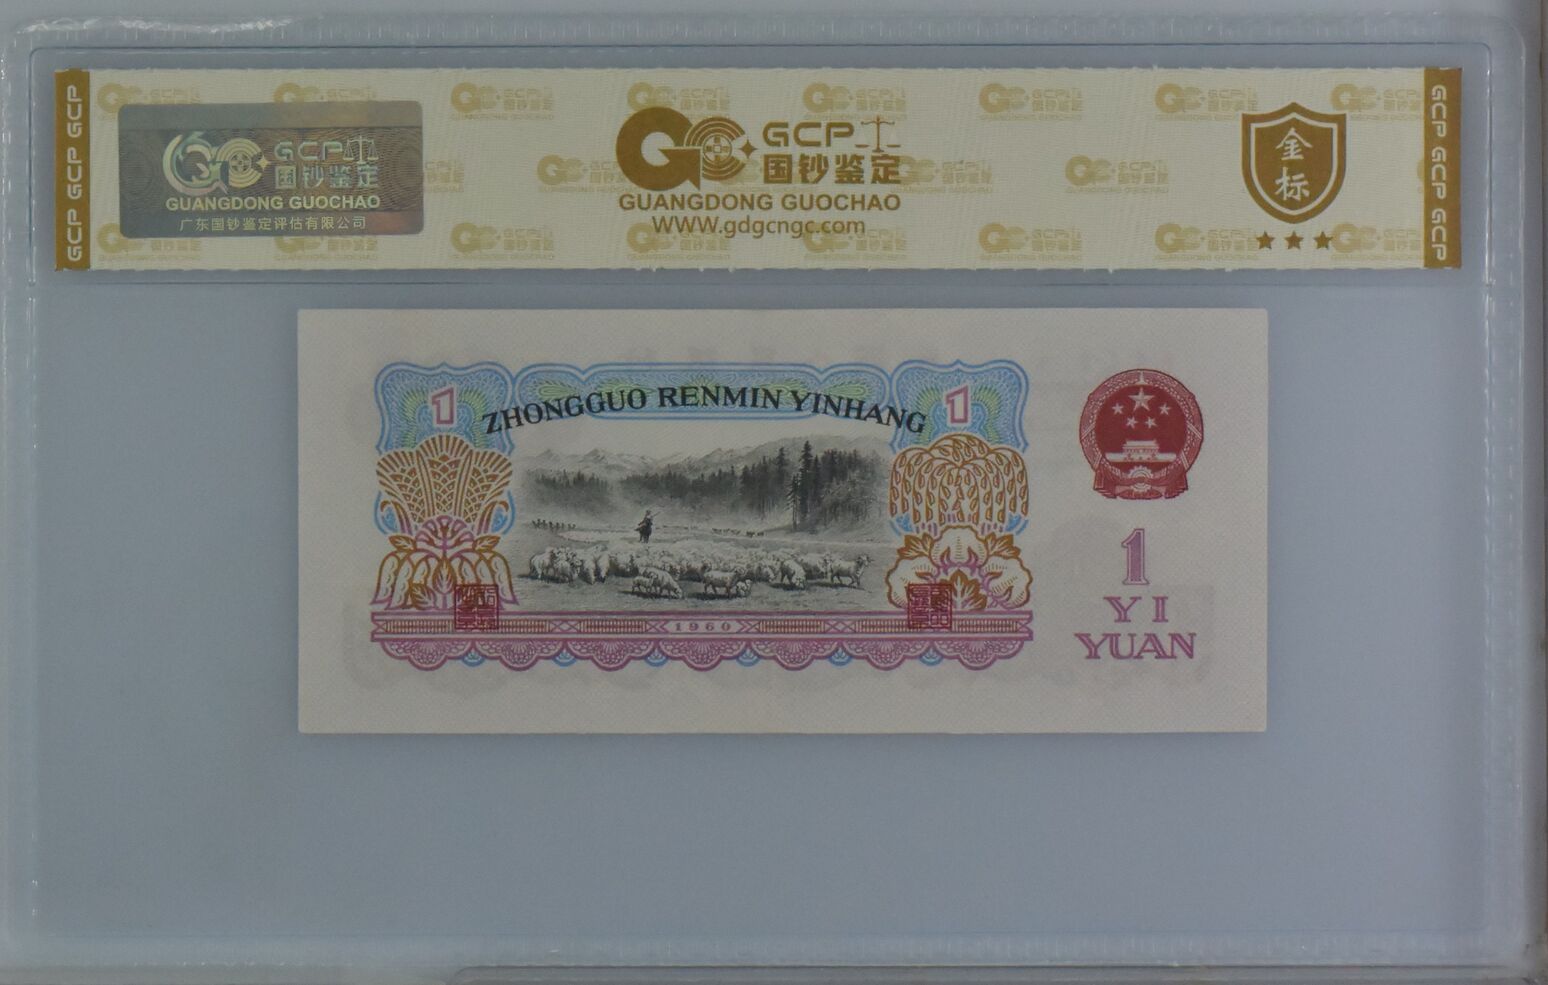 GCP 国钞鉴定
GUANGDONG GUOCHAO
广东国钞鉴定评估有限公司
GCP
国钞鉴定
GUANGDONG GUOCHAO
WWW.gdgcngc.com
金标
GCP GCP GCP
GCP GCP GCP
ZHONGGUO RENMIN YINHANG
1
1
1960
1
YI
YUAN